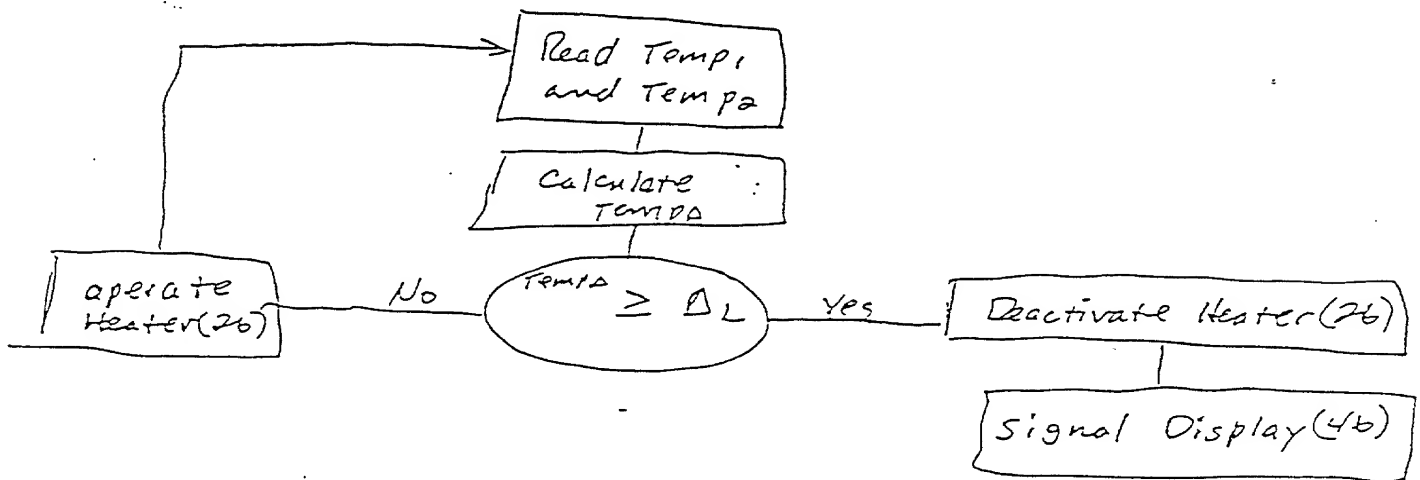 Read Temp1
and Temp2
Calculate
TempΔ
TempΔ
≥ ΔL
No
Yes
operate
Heater(26)
Deactivate Heater(26)
Signal Display(46)